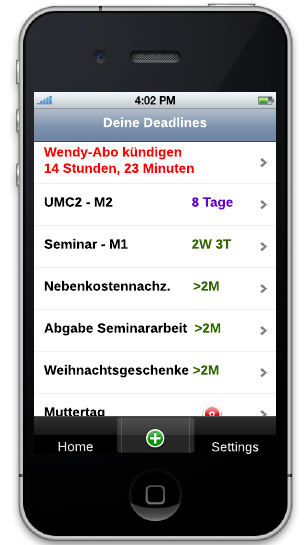 4:02 PM
Deine Deadlines
Wendy-Abo kündigen
14 Stunden, 23 Minuten
UMC2 - M2 8 Tage
Seminar - M1 2W 3T
Nebenkostennachz. >2M
Abgabe Seminararbeit >2M
Weihnachtsgeschenke >2M
Muttertag
Home Settings